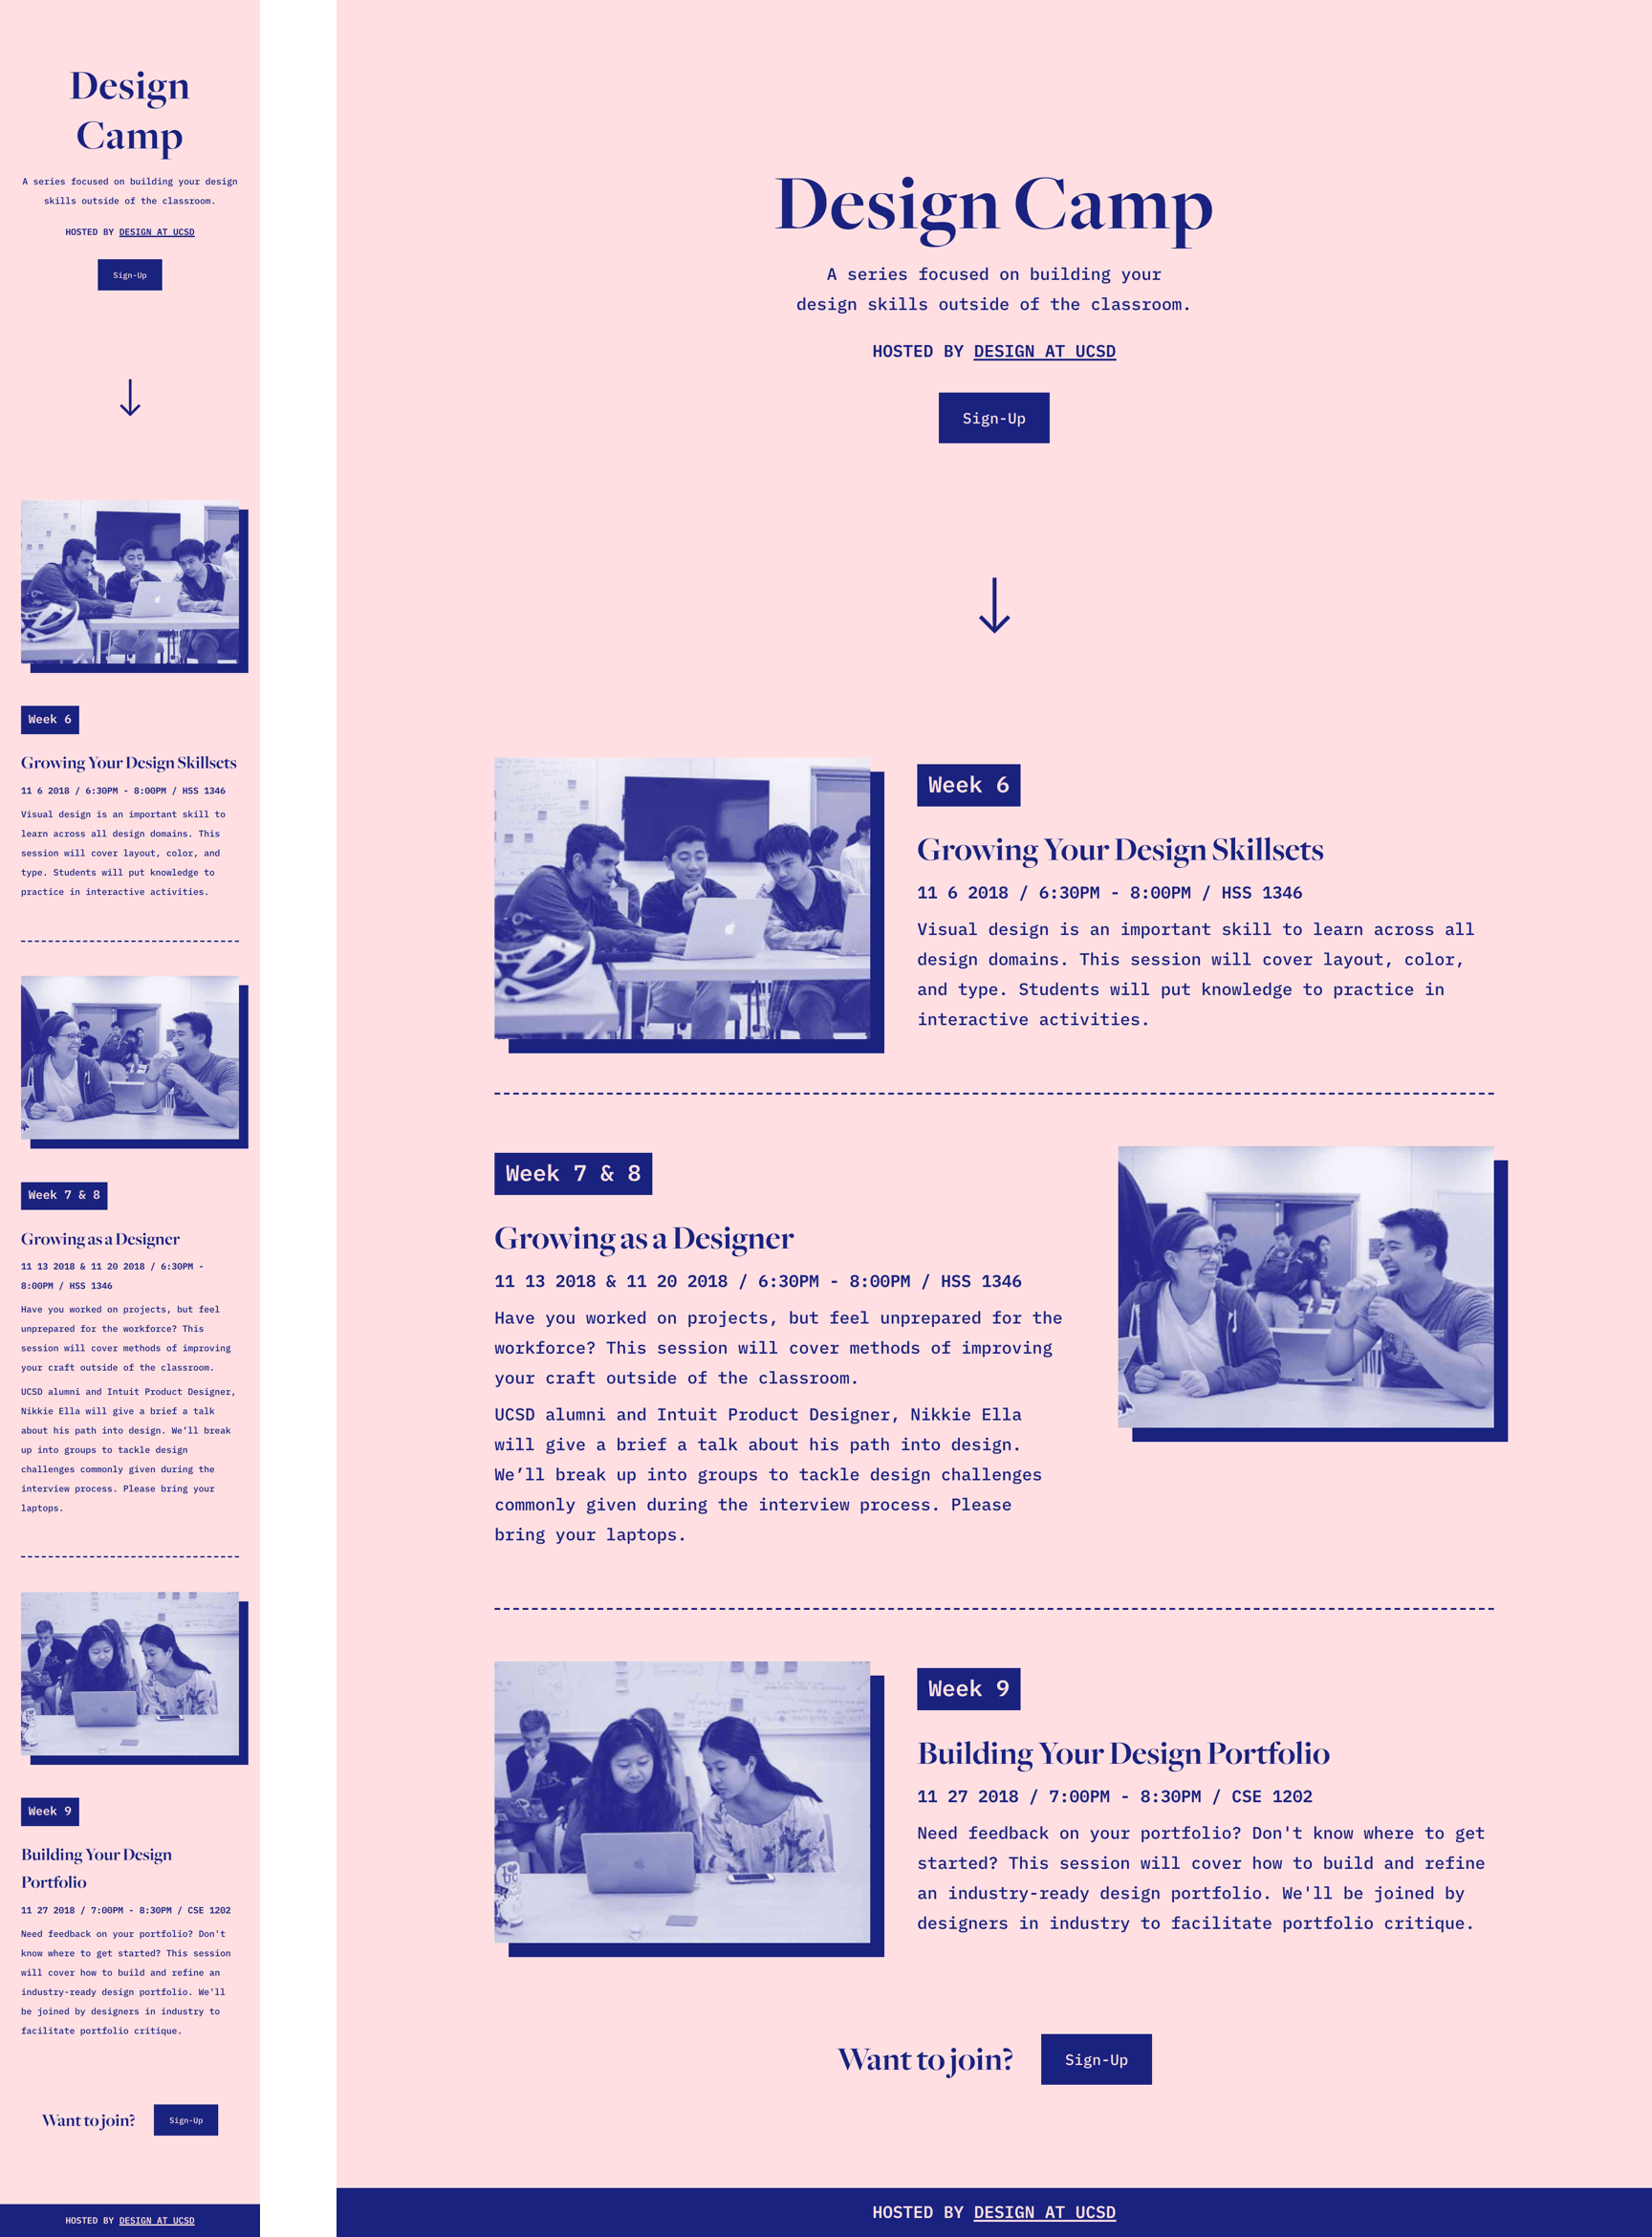 Design
Camp
A series focused on building your design
skills outside of the classroom.
HOSTED BY DESIGN AT UCSD
Sign-Up
Week 6
Growing Your Design Skillsets
11 6 2018 / 6:30PM - 8:00PM / HSS 1346
Visual design is an important skill to
learn across all design domains. This
session will cover layout, color, and
type. Students will put knowledge to
practice in interactive activities.
Week 7 & 8
Growing as a Designer
11 13 2018 & 11 20 2018 / 6:30PM -
8:00PM / HSS 1346
Have you worked on projects, but feel
unprepared for the workforce? This
session will cover methods of improving
your craft outside of the classroom.
UCSD alumni and Intuit Product Designer,
Nikkie Ella will give a brief a talk
about his path into design. We’ll break
up into groups to tackle design
challenges commonly given during the
interview process. Please bring your
laptops.
Week 9
Building Your Design
Portfolio
11 27 2018 / 7:00PM - 8:30PM / CSE 1202
Need feedback on your portfolio? Don't
know where to get started? This session
will cover how to build and refine an
industry-ready design portfolio. We'll
be joined by designers in industry to
facilitate portfolio critique.
Want to join?
Sign-Up
HOSTED BY DESIGN AT UCSD
Design Camp
A series focused on building your
design skills outside of the classroom.
HOSTED BY DESIGN AT UCSD
Sign-Up
Week 6
Growing Your Design Skillsets
11 6 2018 / 6:30PM - 8:00PM / HSS 1346
Visual design is an important skill to learn across all
design domains. This session will cover layout, color,
and type. Students will put knowledge to practice in
interactive activities.
Week 7 & 8
Growing as a Designer
11 13 2018 & 11 20 2018 / 6:30PM - 8:00PM / HSS 1346
Have you worked on projects, but feel unprepared for the
workforce? This session will cover methods of improving
your craft outside of the classroom.
UCSD alumni and Intuit Product Designer, Nikkie Ella
will give a brief a talk about his path into design.
We’ll break up into groups to tackle design challenges
commonly given during the interview process. Please
bring your laptops.
Week 9
Building Your Design Portfolio
11 27 2018 / 7:00PM - 8:30PM / CSE 1202
Need feedback on your portfolio? Don't know where to get
started? This session will cover how to build and refine
an industry-ready design portfolio. We'll be joined by
designers in industry to facilitate portfolio critique.
Want to join?
Sign-Up
HOSTED BY DESIGN AT UCSD